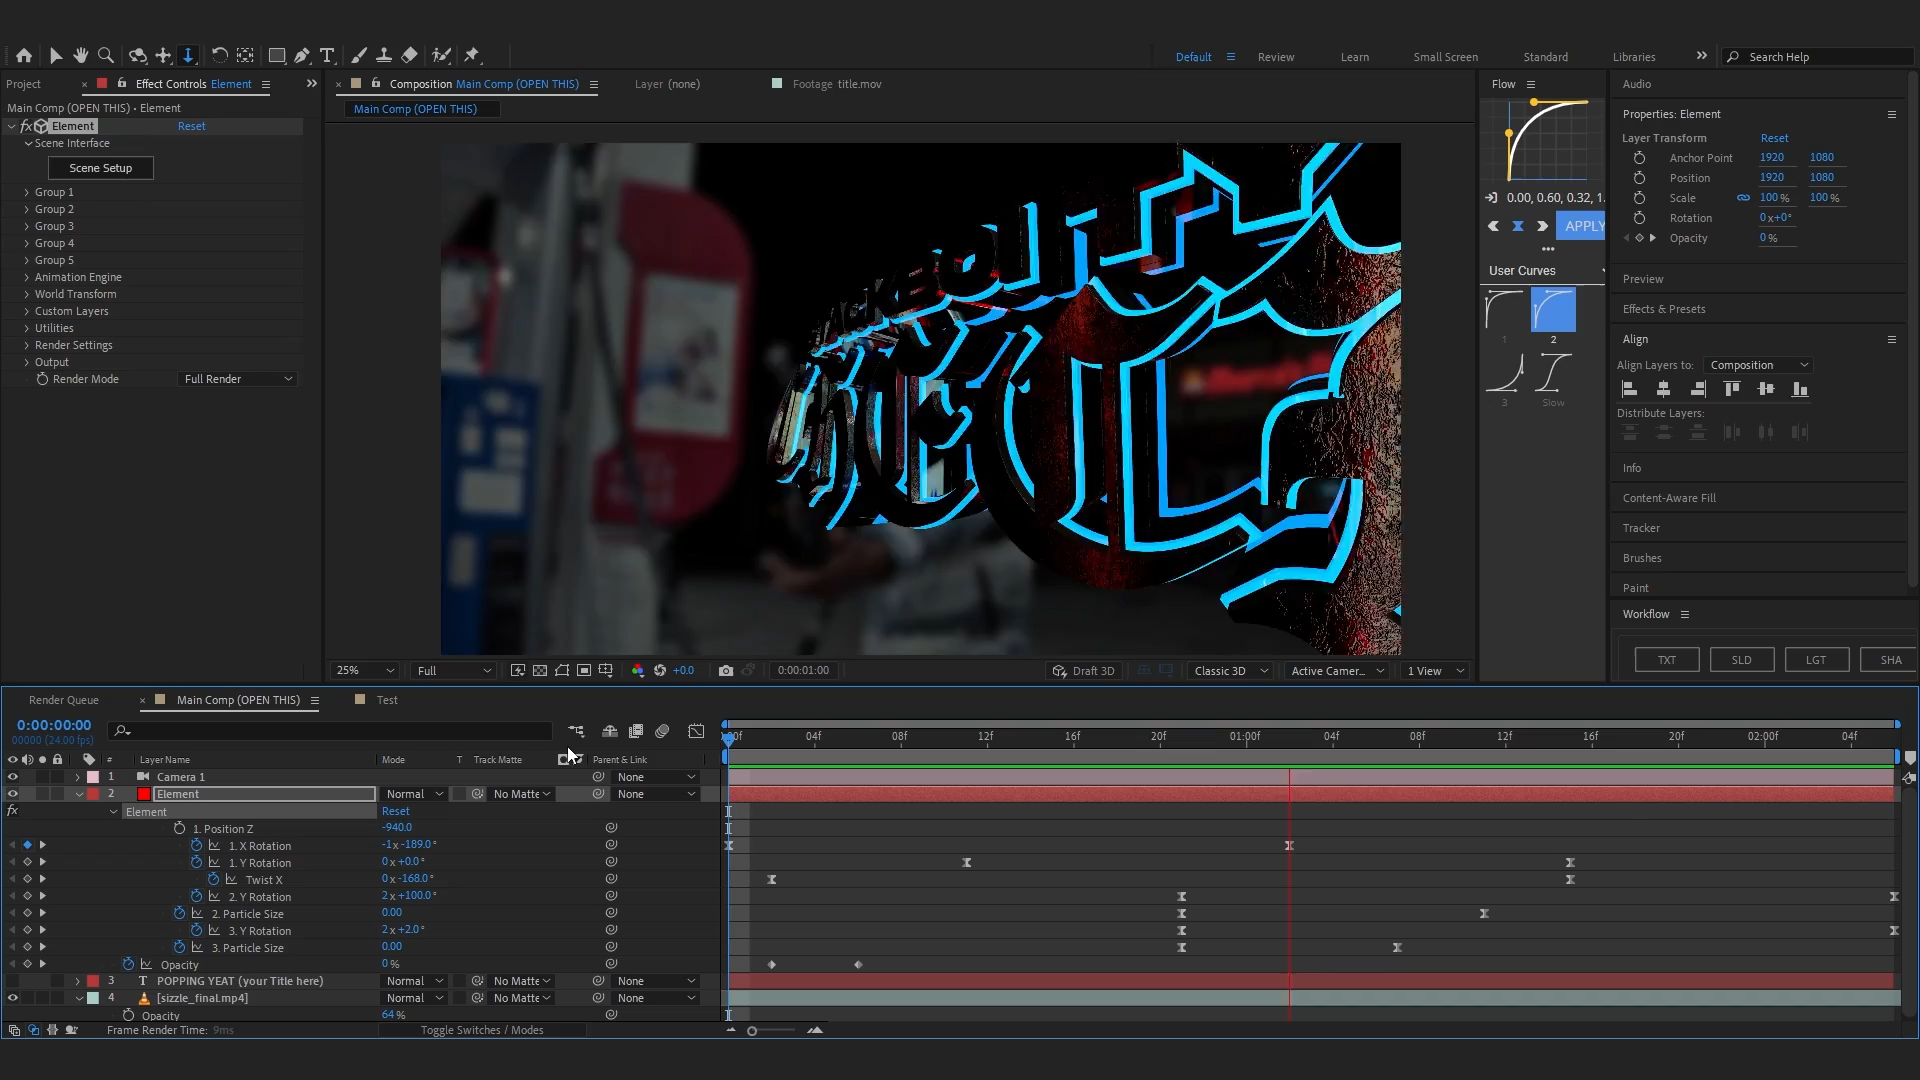 Default
Review
Learn
Small Screen
Standard
Libraries
Search Help
Project
Effect Controls Element
Composition Main Comp (OPEN THIS)
Layer (none)
Footage title.mov
Flow
Audio
Main Comp (OPEN THIS) • Element
Main Comp (OPEN THIS)
Properties: Element
fx Element Reset
Scene Interface
Scene Setup
Group 1
Group 2
Group 3
Group 4
Group 5
Animation Engine
World Transform
Custom Layers
Utilities
Render Settings
Output
Render Mode Full Render
Layer Transform Reset
Anchor Point 1920 1080
Position 1920 1080
Scale 100% 100%
Rotation 0x+0°
Opacity 0%
0.00, 0.60, 0.32, 1.
APPLY
User Curves
1
2
3
Slow
Preview
Effects & Presets
Align
Align Layers to: Composition
Distribute Layers:
Info
Content-Aware Fill
Tracker
Brushes
Paint
Workflow
TXT
SLD
LGT
SHA
25%
Full
+0.0
0:00:01:00
Draft 3D
Classic 3D
Active Camer...
1 View
Render Queue
Main Comp (OPEN THIS)
Test
0:00:00:00
00000 (24.00 fps)
04f
08f
12f
16f
20f
01:00f
04f
08f
12f
16f
20f
02:00f
04f
# Layer Name Mode T Track Matte Parent & Link
1 Camera 1 None
2 Element Normal No Matte None
fx Element Reset
1. Position Z -940.0
1. X Rotation -1x-189.0°
1. Y Rotation 0x+0.0°
Twist X 0x-168.0°
2. Y Rotation 2x+100.0°
2. Particle Size 0.00
3. Y Rotation 2x+2.0°
3. Particle Size 0.00
Opacity 0%
3 T POPPING YEAT (your Title here) Normal No Matte None
4 [sizzle_final.mp4] Normal No Matte None
Opacity 64%
Frame Render Time: 9ms
Toggle Switches / Modes